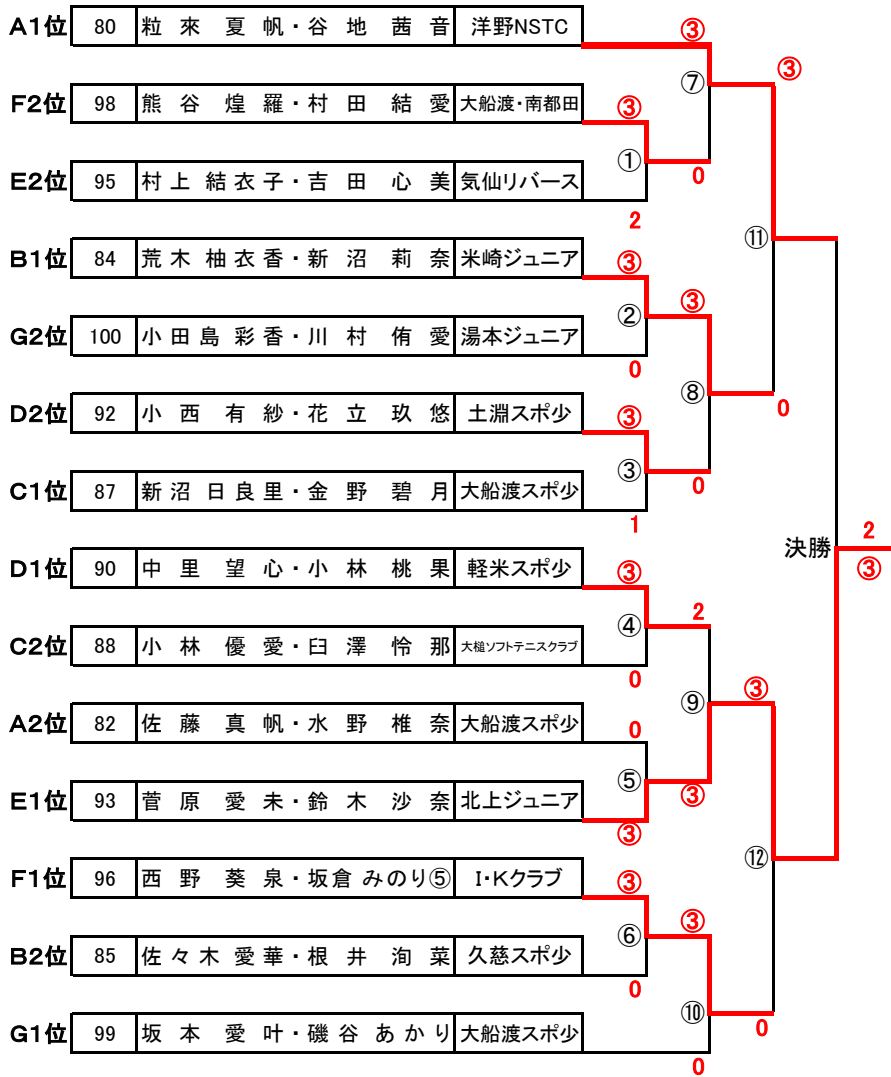 A1位 80 粒來 夏帆・谷地 茜音 洋野NSTC
③
③
⑦
F2位 98 熊谷 煌羅・村田 結愛 大船渡・南都田
③
①
0
E2位 95 村上 結衣子・吉田 心美 気仙リバース
2
⑪
B1位 84 荒木 柚衣香・新沼 莉奈 米崎ジュニア
③
③
②
G2位 100 小田島 彩香・川村 侑愛 湯本ジュニア
0
⑧
0
D2位 92 小西 有紗・花立 玖悠 土淵スポ少
③
③
0
C1位 87 新沼 日良里・金野 碧月 大船渡スポ少
1
2
決勝
③
D1位 90 中里 望心・小林 桃果 軽米スポ少
③
2
④
C2位 88 小林 優愛・臼澤 怜那 大槌ソフトテニスクラブ
0
③
⑨
A2位 82 佐藤 真帆・水野 椎奈 大船渡スポ少
0
⑤
③
E1位 93 菅原 愛未・鈴木 沙奈 北上ジュニア
③
⑫
F1位 96 西野 葵泉・坂倉 みのり⑤ I・Kクラブ
③
③
⑥
B2位 85 佐々木 愛華・根井 洵菜 久慈スポ少
0
⑩
0
G1位 99 坂本 愛叶・磯谷 あかり 大船渡スポ少
0